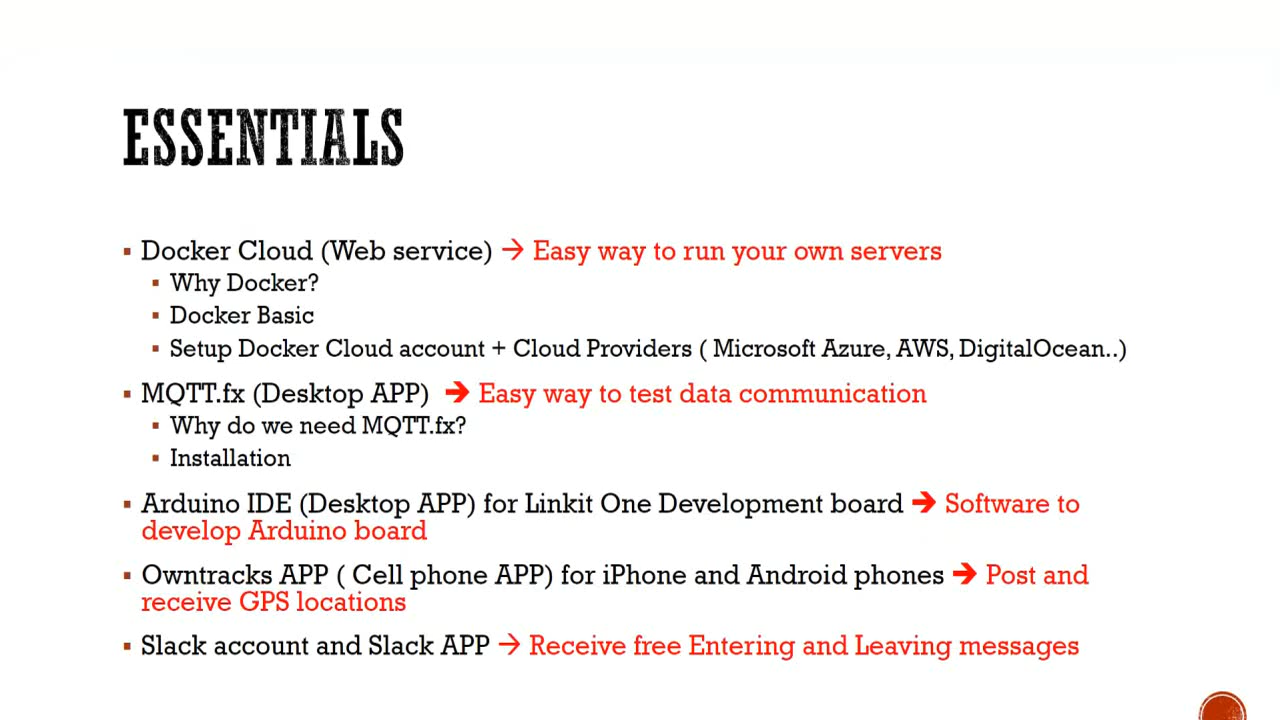 ESSENTIALS
▪ Docker Cloud (Web service) → Easy way to run your own servers
▪ Why Docker?
▪ Docker Basic
▪ Setup Docker Cloud account + Cloud Providers ( Microsoft Azure, AWS, DigitalOcean..)
▪ MQTT.fx (Desktop APP) ➔ Easy way to test data communication
▪ Why do we need MQTT.fx?
▪ Installation
▪ Arduino IDE (Desktop APP) for Linkit One Development board ➔ Software to
develop Arduino board
▪ Owntracks APP ( Cell phone APP) for iPhone and Android phones ➔ Post and
receive GPS locations
▪ Slack account and Slack APP → Receive free Entering and Leaving messages